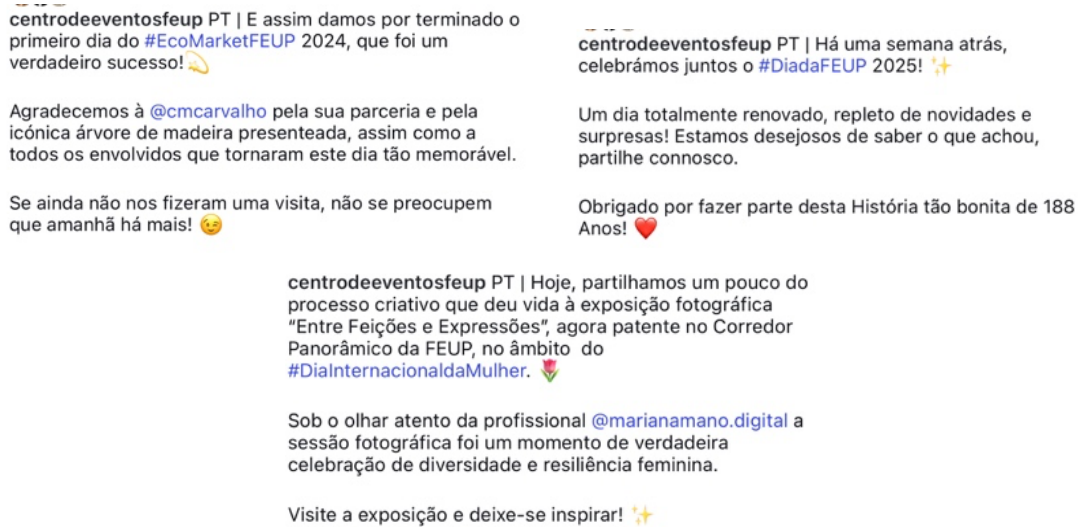 centrodeeventosfeup PT | E assim damos por terminado o
primeiro dia do #EcoMarketFEUP 2024, que foi um
verdadeiro sucesso!💫
Agradecemos à @cmcarvalho pela sua parceria e pela
icónica árvore de madeira presenteada, assim como a
todos os envolvidos que tornaram este dia tão memorável.
Se ainda não nos fizeram uma visita, não se preocupem
que amanhã há mais! 😉
centrodeeventosfeup PT | Há uma semana atrás,
celebrámos juntos o #DiadaFEUP 2025! ✨
Um dia totalmente renovado, repleto de novidades e
surpresas! Estamos desejosos de saber o que achou,
partilhe connosco.
Obrigado por fazer parte desta História tão bonita de 188
Anos! ❤️
centrodeeventosfeup PT | Hoje, partilhamos um pouco do
processo criativo que deu vida à exposição fotográfica
“Entre Feições e Expressões”, agora patente no Corredor
Panorâmico da FEUP, no âmbito do
#DiaInternacionaldaMulher. 🌷
Sob o olhar atento da profissional @marianamano.digital a
sessão fotográfica foi um momento de verdadeira
celebração de diversidade e resiliência feminina.
Visite a exposição e deixe-se inspirar! ✨